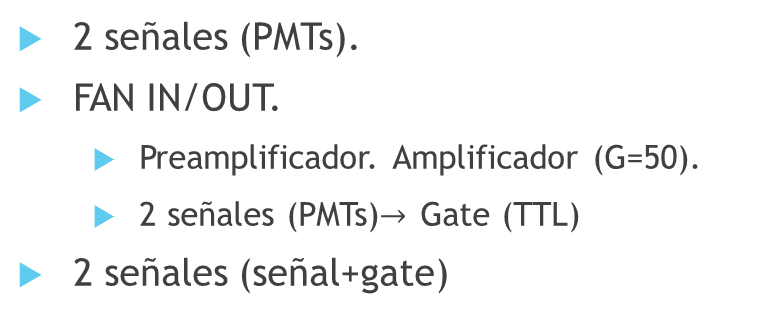 2 señales (PMTs).
FAN IN/OUT.
Preamplificador. Amplificador (G=50).
2 señales (PMTs)→ Gate (TTL)
2 señales (señal+gate)